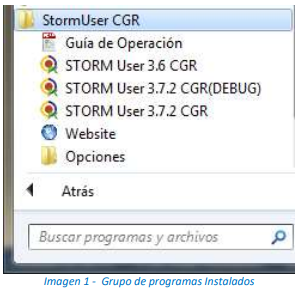 StormUser CGR
Guía de Operación
STORM User 3.6 CGR
STORM User 3.7.2 CGR(DEBUG)
STORM User 3.7.2 CGR
Website
Opciones
Atrás
Buscar programas y archivos
Imagen 1 - Grupo de programas Instalados